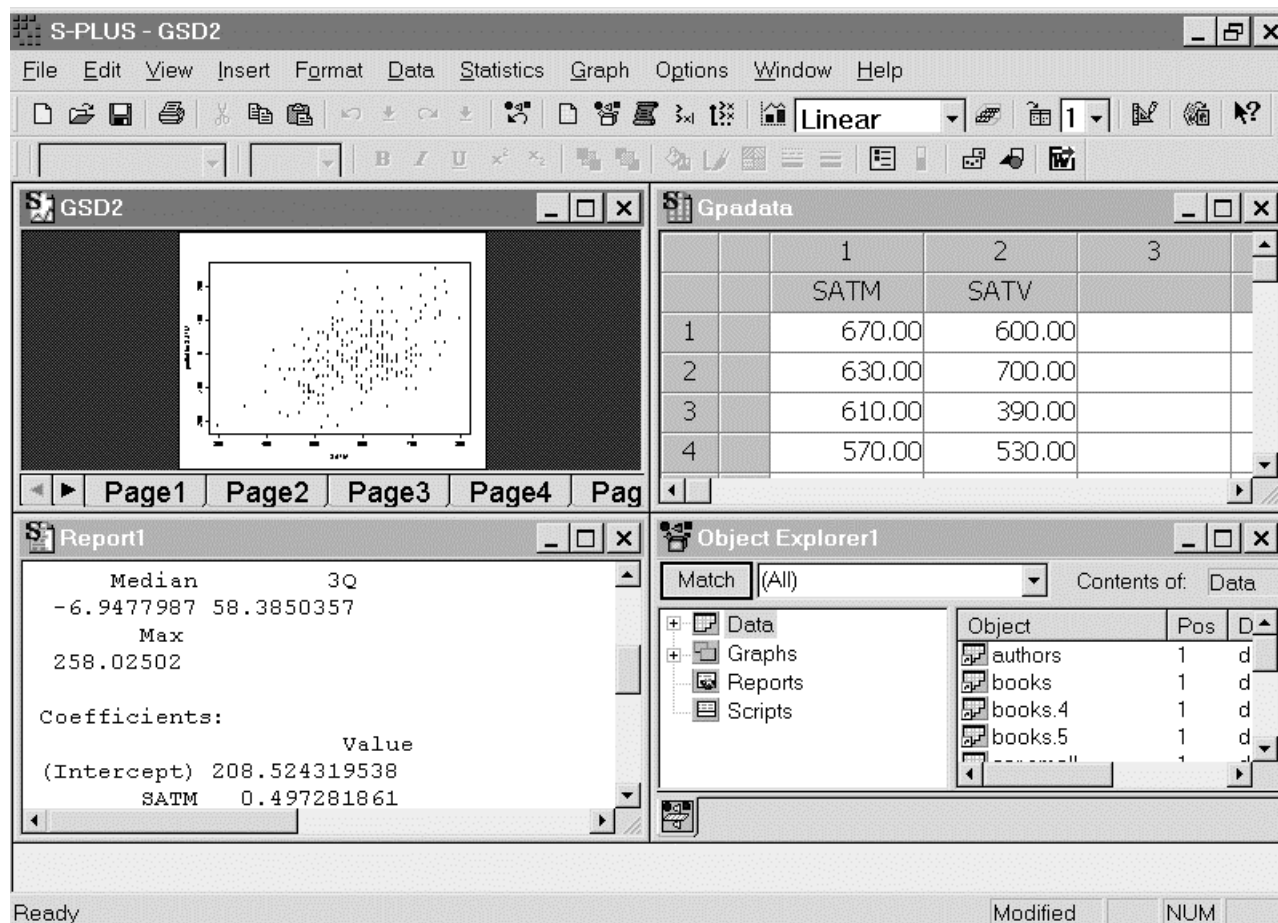 S-PLUS - GSD2
File Edit View Insert Format Data Statistics Graph Options Window Help
Linear 1
B I U x² x₂
GSD2
Page1 Page2 Page3 Page4 Pag
Gpadata
1 2 3
SATM SATV
1 670.00 600.00
2 630.00 700.00
3 610.00 390.00
4 570.00 530.00
Report1
Median 3Q
-6.9477987 58.3850357
Max
258.02502
Coefficients:
Value
(Intercept) 208.524319538
SATM 0.497281861
Object Explorer1
Match (All) Contents of: Data
Data
Graphs
Reports
Scripts
Object Pos D
authors 1 d
books 1 d
books.4 1 d
books.5 1 d
Ready Modified NUM